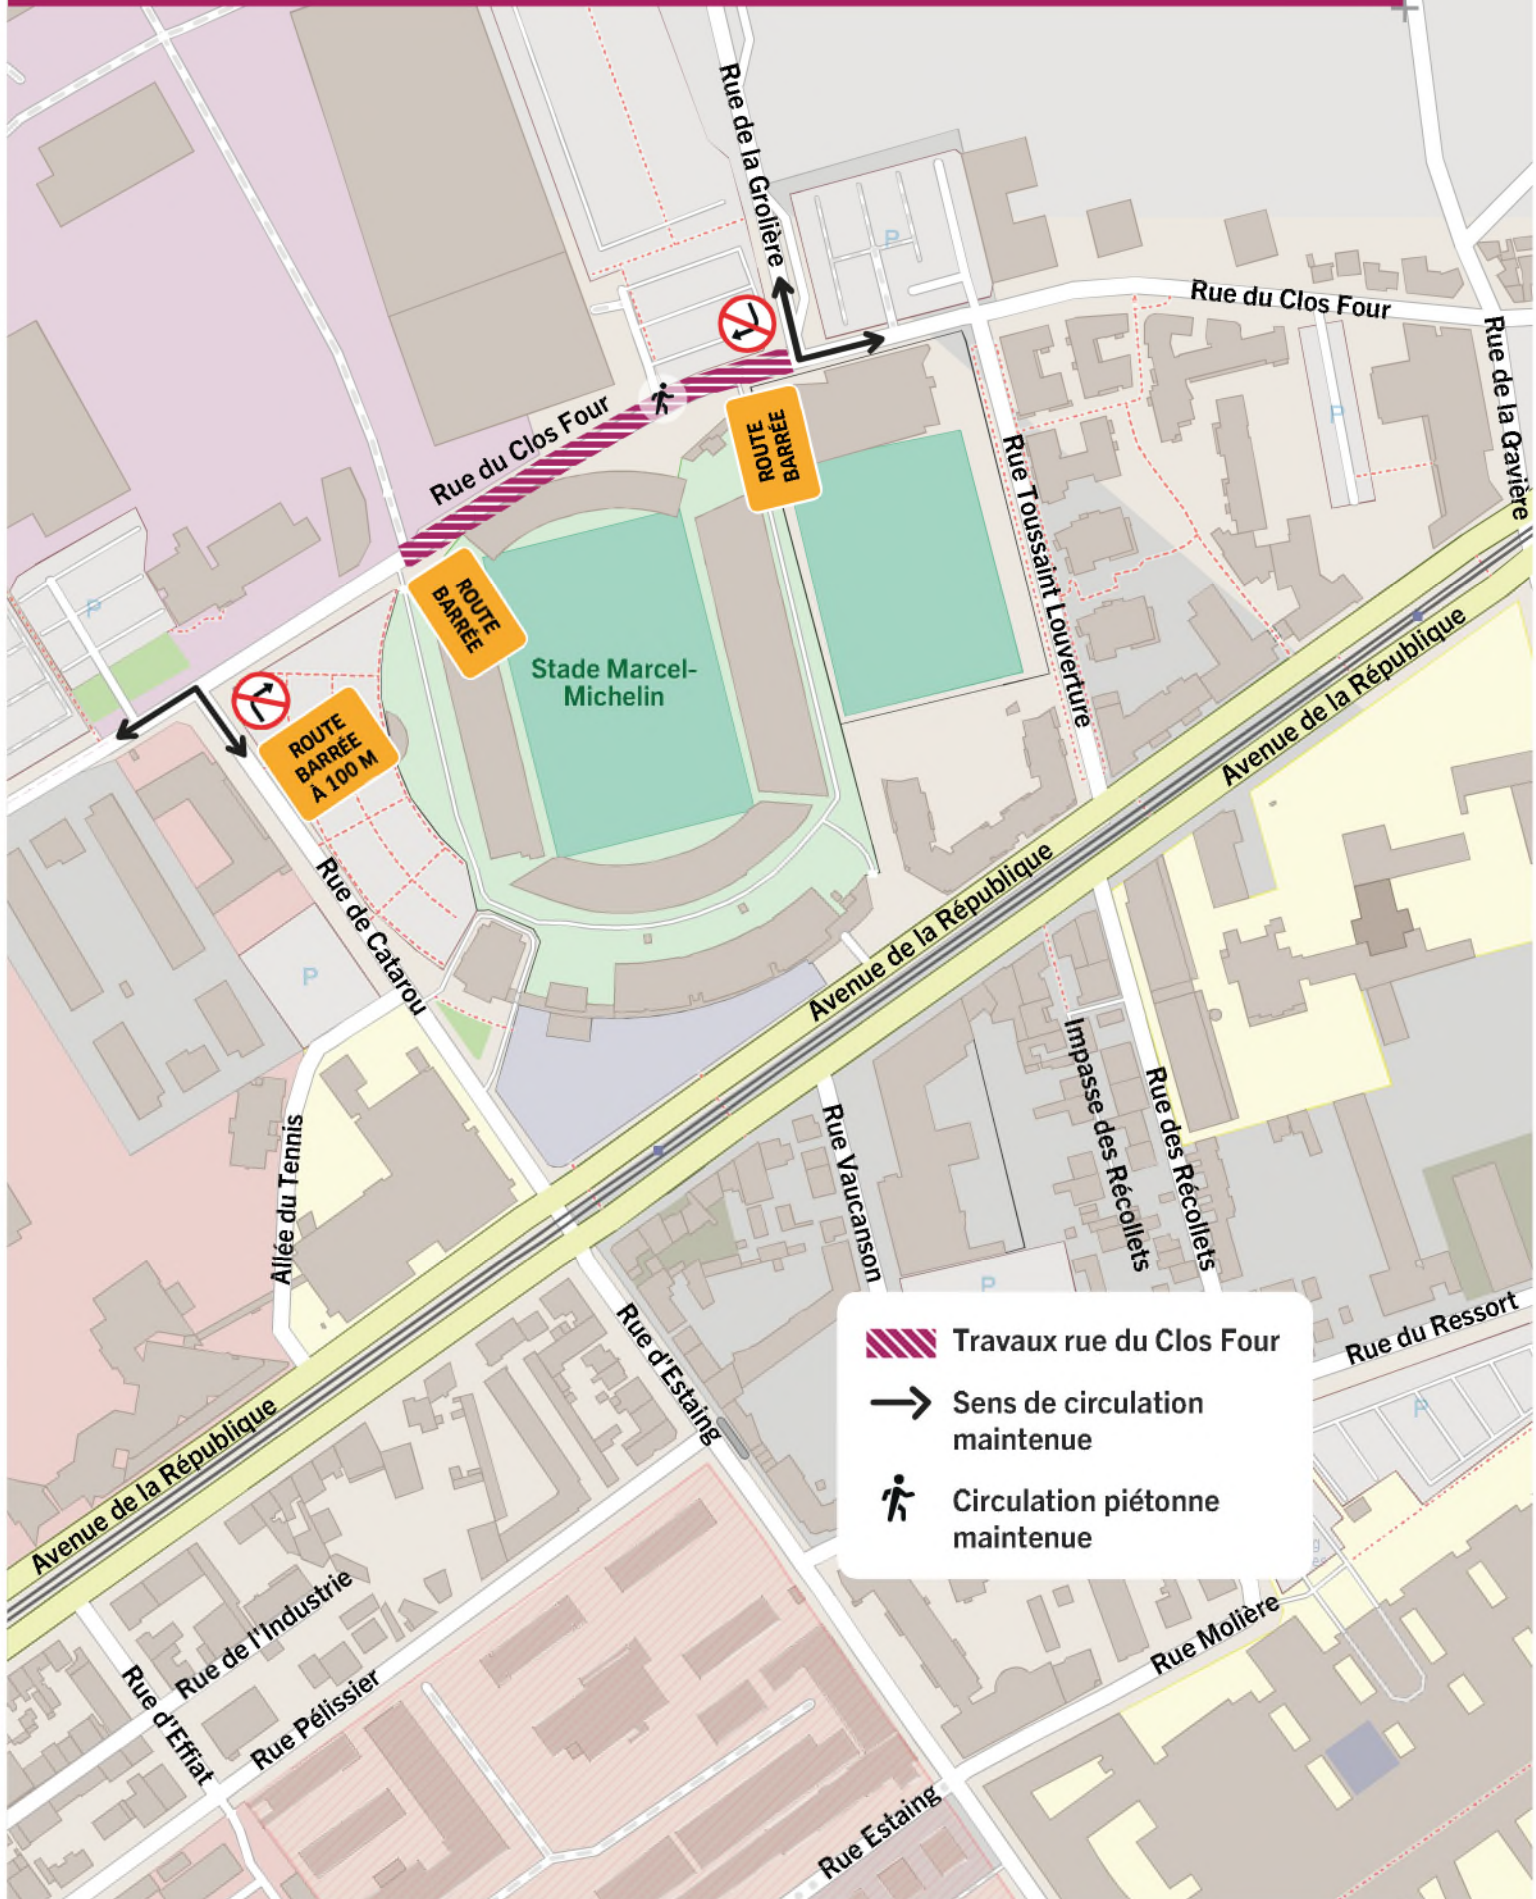 Rue de la Grolière
P
Rue du Clos Four
Rue de la Gravière
P
Rue du Clos Four
ROUTE
BARRÉE
Rue Toussaint Louverture
ROUTE
BARRÉE
P
Stade Marcel-
Michelin
Avenue de la République
ROUTE
BARRÉE
À 100 M
Rue de Catarou
Avenue de la République
P
Allée du Tennis
Rue Vaucanson
Impasse des Récollets
Rue des Récollets
P
Rue d'Estaing
Rue du Ressort
Travaux rue du Clos Four
P
Sens de circulation
maintenue
Avenue de la République
Circulation piétonne
maintenue
Rue de l'Industrie
Rue Molière
Rue d'Effiat
Rue Pélissier
Rue Estaing